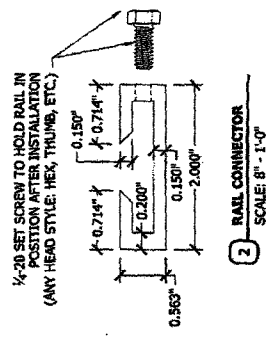 ¼-20 SET SCREW TO HOLD RAIL IN
POSITION AFTER INSTALLATION
(ANY HEAD STYLE: HEX, THUMB, ETC.)
0.150"
0.714"
0.714"
0.200"
0.150"
2.000"
0.563"
2 RAIL CONNECTOR
SCALE: 8" - 1'-0"